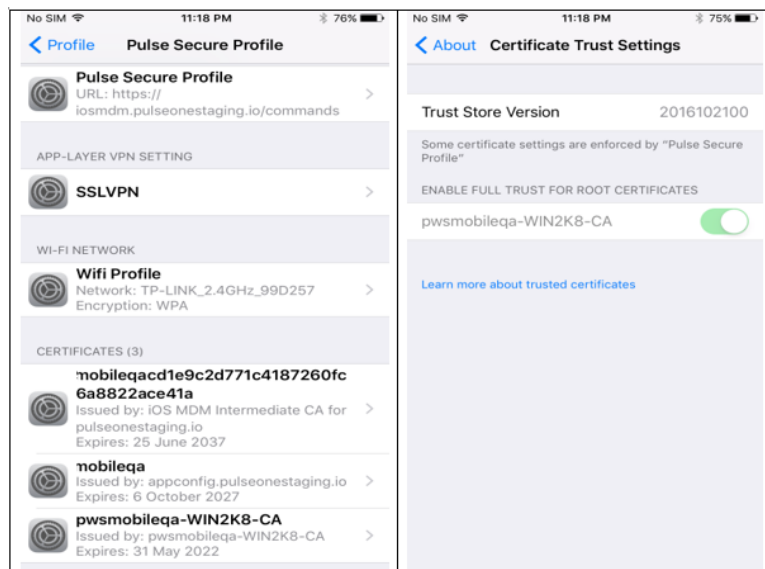 No SIM 11:18 PM 76%
Profile Pulse Secure Profile
Pulse Secure Profile
URL: https://
iosmdm.pulseonestaging.io/commands
APP-LAYER VPN SETTING
SSLVPN
WI-FI NETWORK
Wifi Profile
Network: TP-LINK_2.4GHz_99D257
Encryption: WPA
CERTIFICATES (3)
mobileqacd1e9c2d771c4187260fc
6a8822ace41a
Issued by: iOS MDM Intermediate CA for
pulseonestaging.io
Expires: 25 June 2037
mobileqa
Issued by: appconfig.pulseonestaging.io
Expires: 6 October 2027
pwsmobileqa-WIN2K8-CA
Issued by: pwsmobileqa-WIN2K8-CA
Expires: 31 May 2022
No SIM 11:18 PM 75%
About Certificate Trust Settings
Trust Store Version 2016102100
Some certificate settings are enforced by "Pulse Secure
Profile"
ENABLE FULL TRUST FOR ROOT CERTIFICATES
pwsmobileqa-WIN2K8-CA
Learn more about trusted certificates